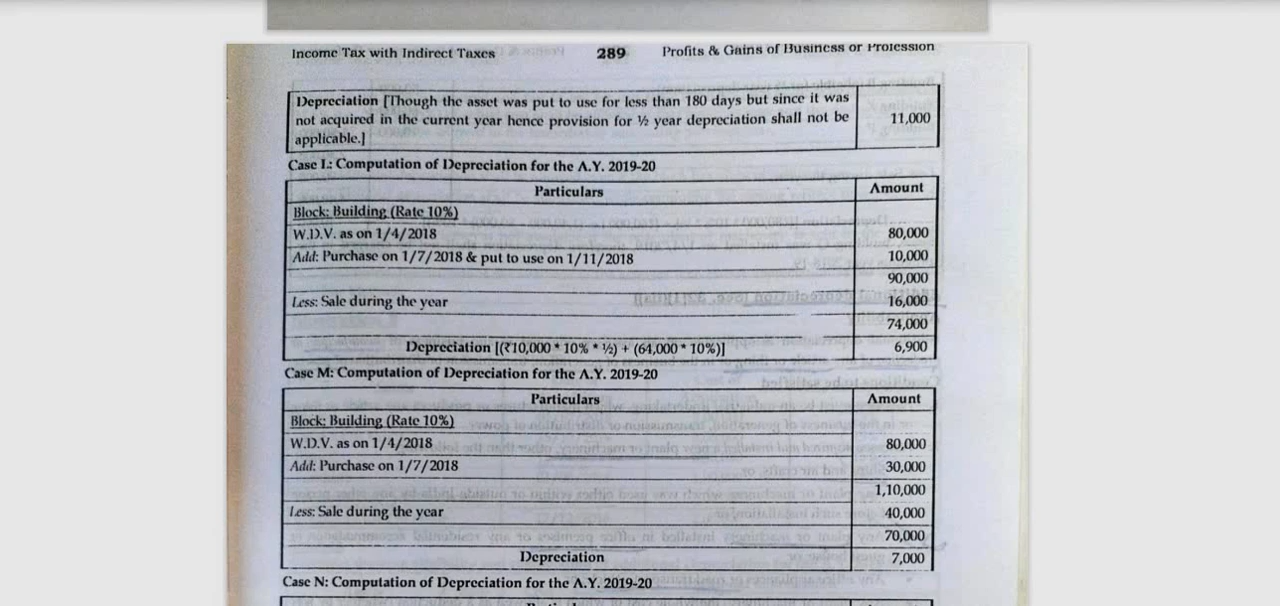 Income Tax with Indirect Taxes 289 Profits & Gains of Business or Profession
Depreciation [Though the asset was put to use for less than 180 days but since it was
not acquired in the current year hence provision for ½ year depreciation shall not be 11,000
applicable.]
Case L: Computation of Depreciation for the A.Y. 2019-20
Particulars Amount
Block: Building (Rate 10%)
W.D.V. as on 1/4/2018 80,000
Add: Purchase on 1/7/2018 & put to use on 1/11/2018 10,000
90,000
Less: Sale during the year 16,000
74,000
Depreciation [(₹10,000 * 10% * ½) + (64,000 * 10%)] 6,900
Case M: Computation of Depreciation for the A.Y. 2019-20
Particulars Amount
Block: Building (Rate 10%)
W.D.V. as on 1/4/2018 80,000
Add: Purchase on 1/7/2018 30,000
1,10,000
Less: Sale during the year 40,000
70,000
Depreciation 7,000
Case N: Computation of Depreciation for the A.Y. 2019-20